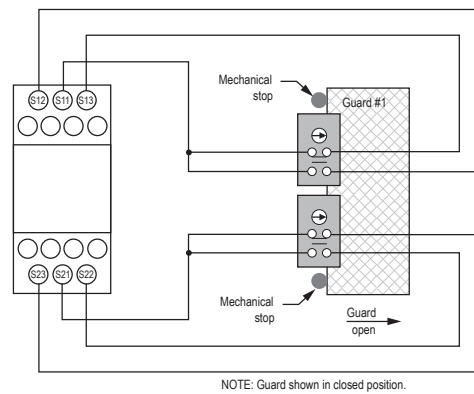 S12 S11 S13
Mechanical
stop
Guard #1
S23 S21 S22
Mechanical
stop
Guard
open
NOTE: Guard shown in closed position.